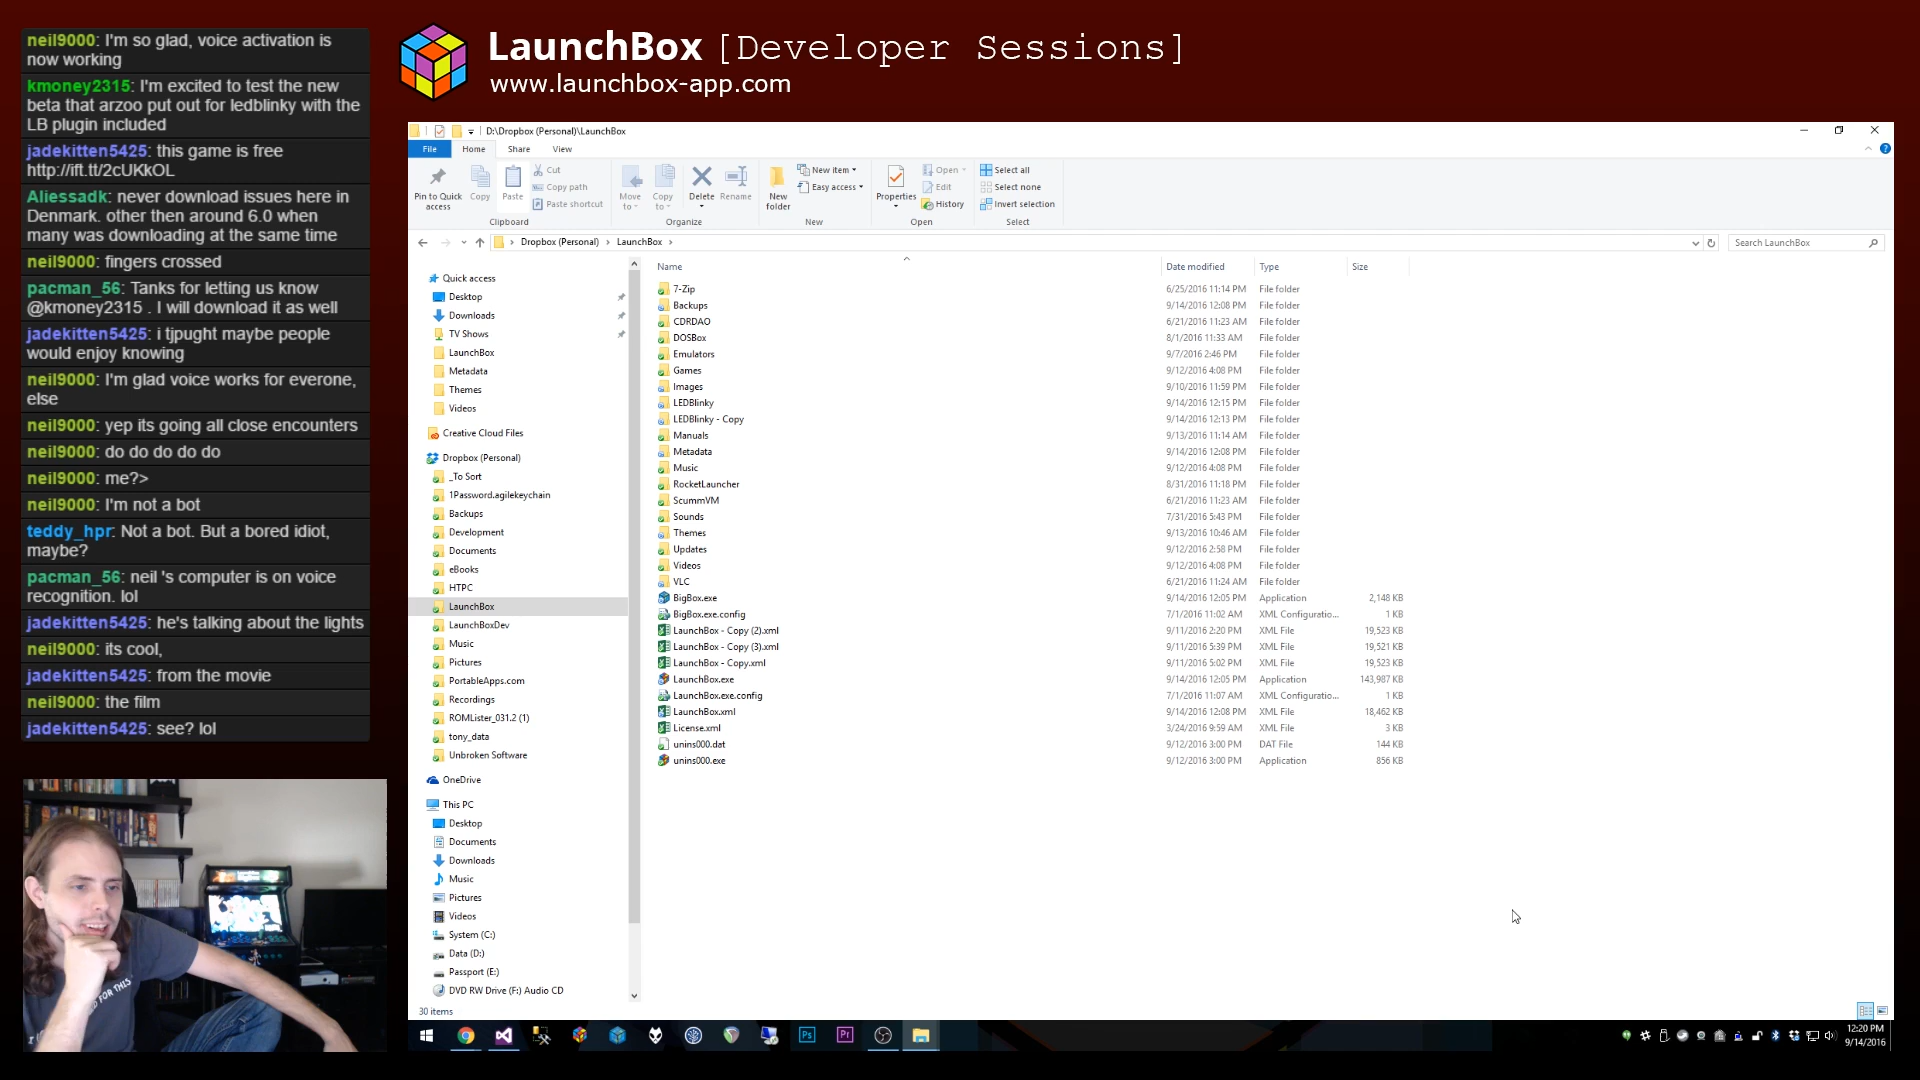 neil9000: I'm so glad, voice activation is
now working
kmoney2315: I'm excited to test the new
beta that arzoo put out for ledblinky with the
LB plugin included
jadekitten5425: this game is free
http://ift.tt/2cUKkOL
Aliessadk: never download issues here in
Denmark. other then around 6.0 when
many was downloading at the same time
neil9000: fingers crossed
pacman_56: Tanks for letting us know
@kmoney2315 . I will download it as well
jadekitten5425: i tjpught maybe people
would enjoy knowing
neil9000: I'm glad voice works for everone,
else
neil9000: yep its going all close encounters
neil9000: do do do do do
neil9000: me?>
neil9000: I'm not a bot
teddy_hpr: Not a bot. But a bored idiot,
maybe?
pacman_56: neil 's computer is on voice
recognition. lol
jadekitten5425: he's talking about the lights
neil9000: its cool,
jadekitten5425: from the movie
neil9000: the film
jadekitten5425: see? lol
LaunchBox [Developer Sessions]
www.launchbox-app.com
D:\Dropbox (Personal)\LaunchBox
File Home Share View
Pin to Quick access
Copy
Paste
Cut
Copy path
Paste shortcut
Clipboard
Move to
Copy to
Delete
Rename
Organize
New folder
New item
Easy access
New
Properties
Open
Edit
History
Open
Select all
Select none
Invert selection
Select
Dropbox (Personal) > LaunchBox >
Search LaunchBox
Quick access
Desktop
Downloads
TV Shows
LaunchBox
Metadata
Themes
Videos
Creative Cloud Files
Dropbox (Personal)
_To Sort
1Password.agilekeychain
Backups
Development
Documents
eBooks
HTPC
LaunchBox
LaunchBoxDev
Music
Pictures
PortableApps.com
Recordings
ROMLister_031.2 (1)
tony_data
Unbroken Software
OneDrive
This PC
Desktop
Documents
Downloads
Music
Pictures
Videos
System (C:)
Data (D:)
Passport (E:)
DVD RW Drive (F:) Audio CD
Name Date modified Type Size
7-Zip 6/25/2016 11:14 PM File folder
Backups 9/14/2016 12:08 PM File folder
CDRDAO 6/21/2016 11:23 AM File folder
DOSBox 8/1/2016 11:33 AM File folder
Emulators 9/7/2016 2:46 PM File folder
Games 9/12/2016 4:08 PM File folder
Images 9/10/2016 11:59 PM File folder
LEDBlinky 9/14/2016 12:15 PM File folder
LEDBlinky - Copy 9/14/2016 12:13 PM File folder
Manuals 9/13/2016 11:14 AM File folder
Metadata 9/14/2016 12:08 PM File folder
Music 9/12/2016 4:08 PM File folder
RocketLauncher 8/31/2016 11:18 PM File folder
ScummVM 6/21/2016 11:23 AM File folder
Sounds 7/31/2016 5:43 PM File folder
Themes 9/13/2016 10:46 AM File folder
Updates 9/12/2016 2:58 PM File folder
Videos 9/12/2016 4:08 PM File folder
VLC 6/21/2016 11:24 AM File folder
BigBox.exe 9/14/2016 12:05 PM Application 2,148 KB
BigBox.exe.config 7/1/2016 11:02 AM XML Configuratio... 1 KB
LaunchBox - Copy (2).xml 9/11/2016 2:20 PM XML File 19,523 KB
LaunchBox - Copy (3).xml 9/11/2016 5:39 PM XML File 19,521 KB
LaunchBox - Copy.xml 9/11/2016 5:02 PM XML File 19,523 KB
LaunchBox.exe 9/14/2016 12:05 PM Application 143,987 KB
LaunchBox.exe.config 7/1/2016 11:07 AM XML Configuratio... 1 KB
LaunchBox.xml 9/14/2016 12:08 PM XML File 18,462 KB
License.xml 3/24/2016 9:59 AM XML File 3 KB
unins000.dat 9/12/2016 3:00 PM DAT File 144 KB
unins000.exe 9/12/2016 3:00 PM Application 856 KB
30 items
FOR THIS
Ps
Pr
12:20 PM
9/14/2016